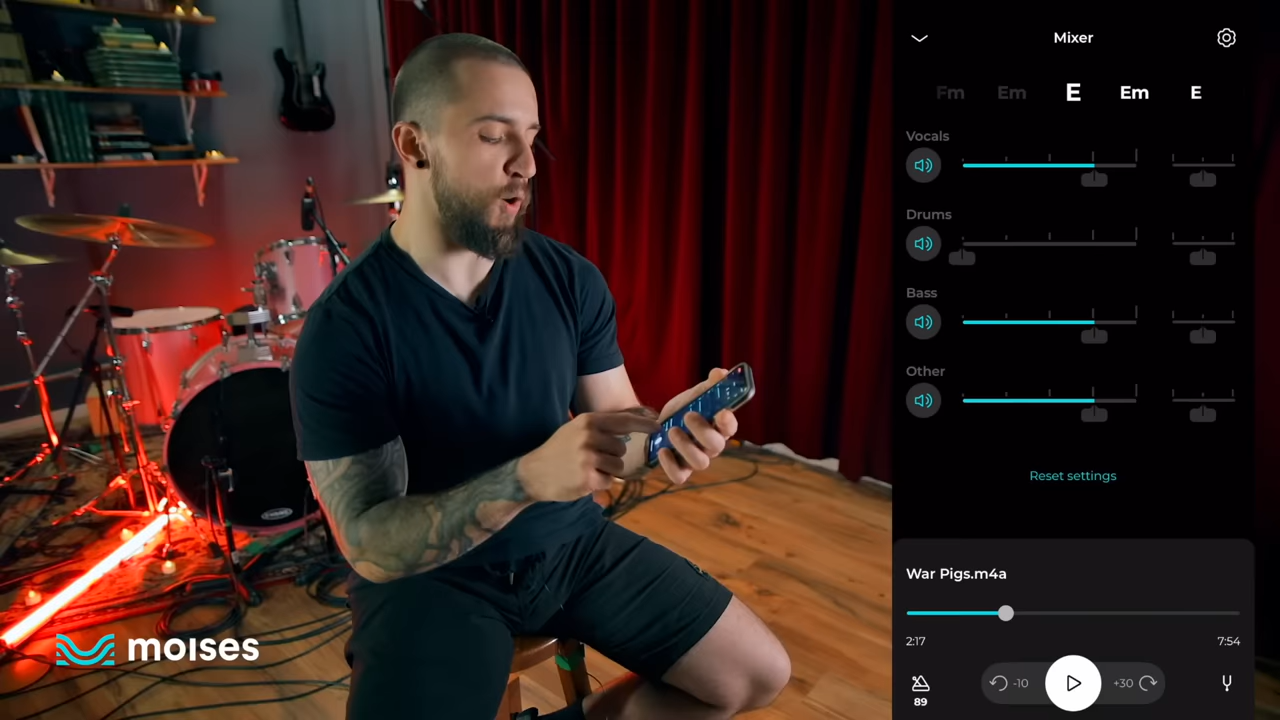 Mixer
Fm Em E Em E
Vocals
Drums
Bass
Other
Reset settings
War Pigs.m4a
2:17 7:54
-10 +30
89
moises